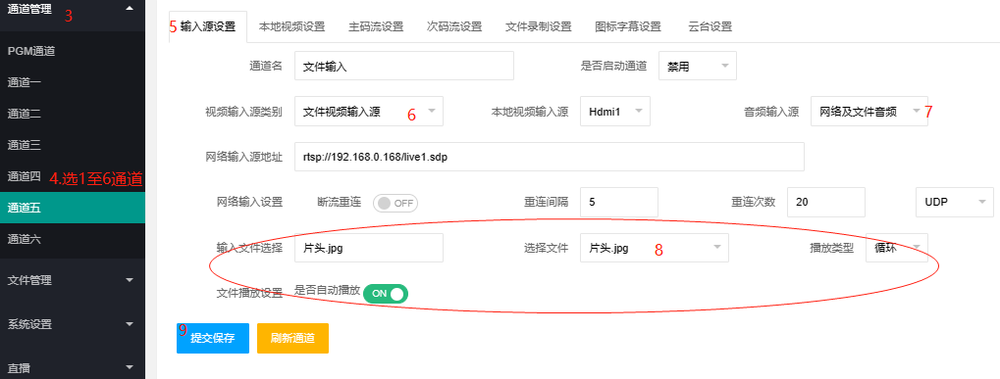 通道管理 3
PGM通道
通道一
通道二
通道三
通道四 4.选1至6通道
通道五
通道六
文件管理
系统设置
直播
5 输入源设置 本地视频设置 主码流设置 次码流设置 文件录制设置 图标字幕设置 云台设置
通道名 文件输入 是否启动通道 禁用
视频输入源类别 文件视频输入源 6 本地视频输入源 Hdmi1 音频输入源 网络及文件音频 7
网络输入源地址 rtsp://192.168.0.168/live1.sdp
网络输入设置 断流重连 OFF 重连间隔 5 重连次数 20 UDP
输入文件选择 片头.jpg 选择文件 片头.jpg 8 播放类型 循环
文件播放设置 是否自动播放 ON
9 提交保存 刷新通道